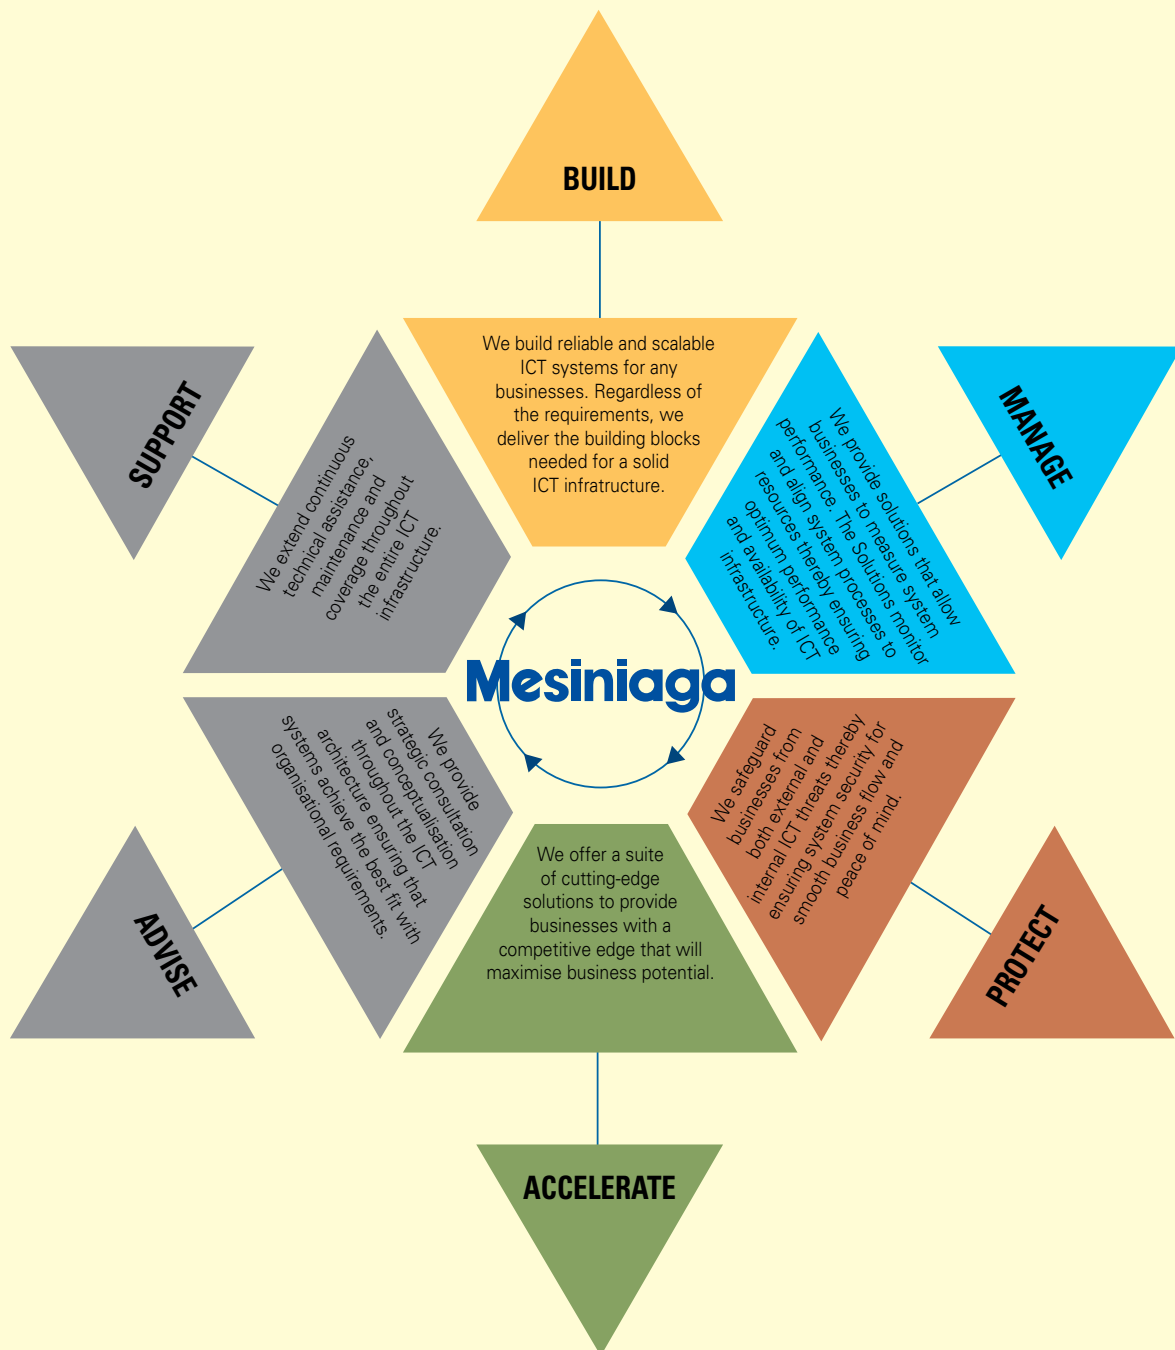 BUILD
We build reliable and scalable
ICT systems for any
businesses. Regardless of
the requirements, we
deliver the building blocks
needed for a solid
ICT infratructure.
MANAGE
We provide solutions that allow
businesses to measure system
performance. The Solutions monitor
and align system processes to
resources thereby ensuring
optimum performance
and availability of ICT
infrastructure.
PROTECT
We safeguard
businesses from
both external and
internal ICT threats thereby
ensuring system security for
smooth business flow and
peace of mind.
ACCELERATE
We offer a suite
of cutting-edge
solutions to provide
businesses with a
competitive edge that will
maximise business potential.
ADVISE
We provide
strategic consultation
and conceptualisation
throughout the ICT
architecture ensuring that
systems achieve the best fit with
organisational requirements.
SUPPORT
We extend continuous
technical assistance,
maintenance and
coverage throughout
the entire ICT
infrastructure.
Mesiniaga